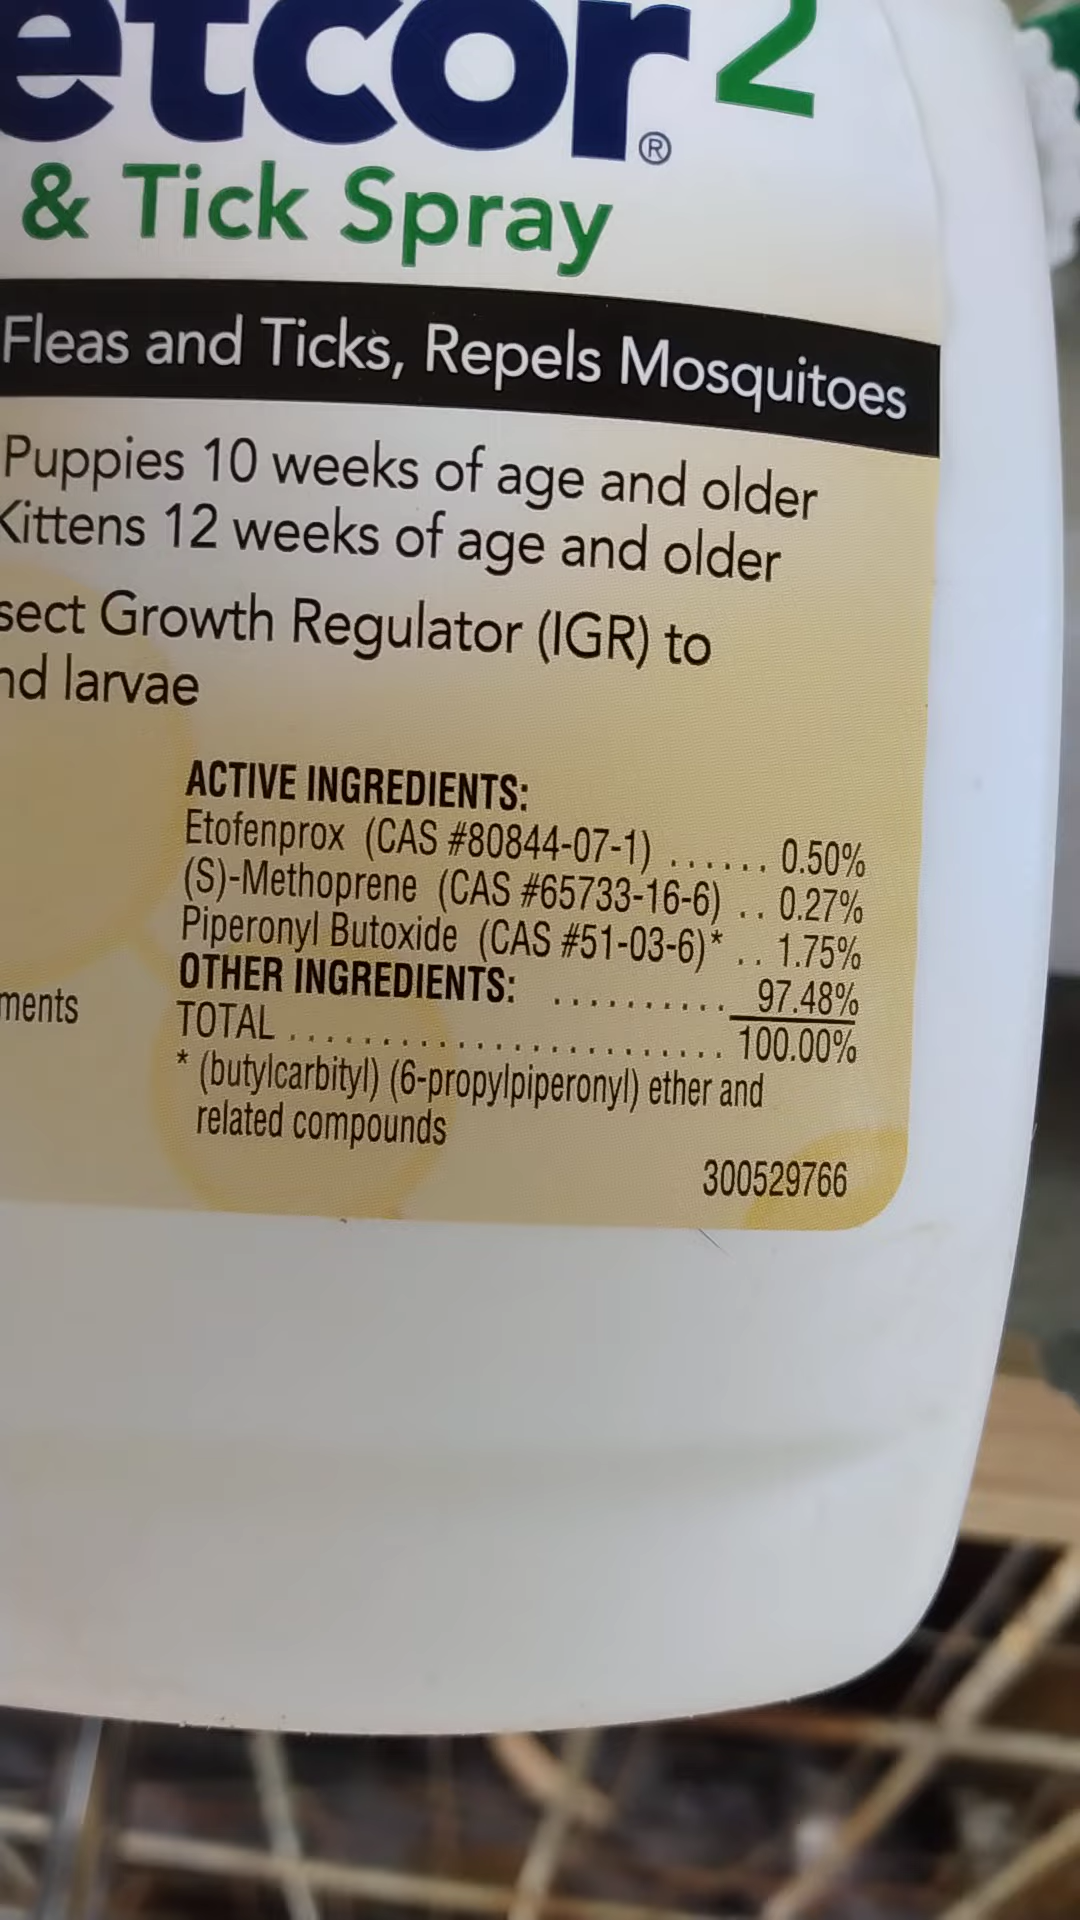 etcor 2
®
& Tick Spray
Fleas and Ticks, Repels Mosquitoes
Puppies 10 weeks of age and older
Kittens 12 weeks of age and older
sect Growth Regulator (IGR) to
nd larvae
ACTIVE INGREDIENTS:
Etofenprox (CAS #80844-07-1) ...... 0.50%
(S)-Methoprene (CAS #65733-16-6) .. 0.27%
Piperonyl Butoxide (CAS #51-03-6)* .. 1.75%
OTHER INGREDIENTS: .......... 97.48%
ments
TOTAL ........................ 100.00%
* (butylcarbityl) (6-propylpiperonyl) ether and
related compounds
300529766